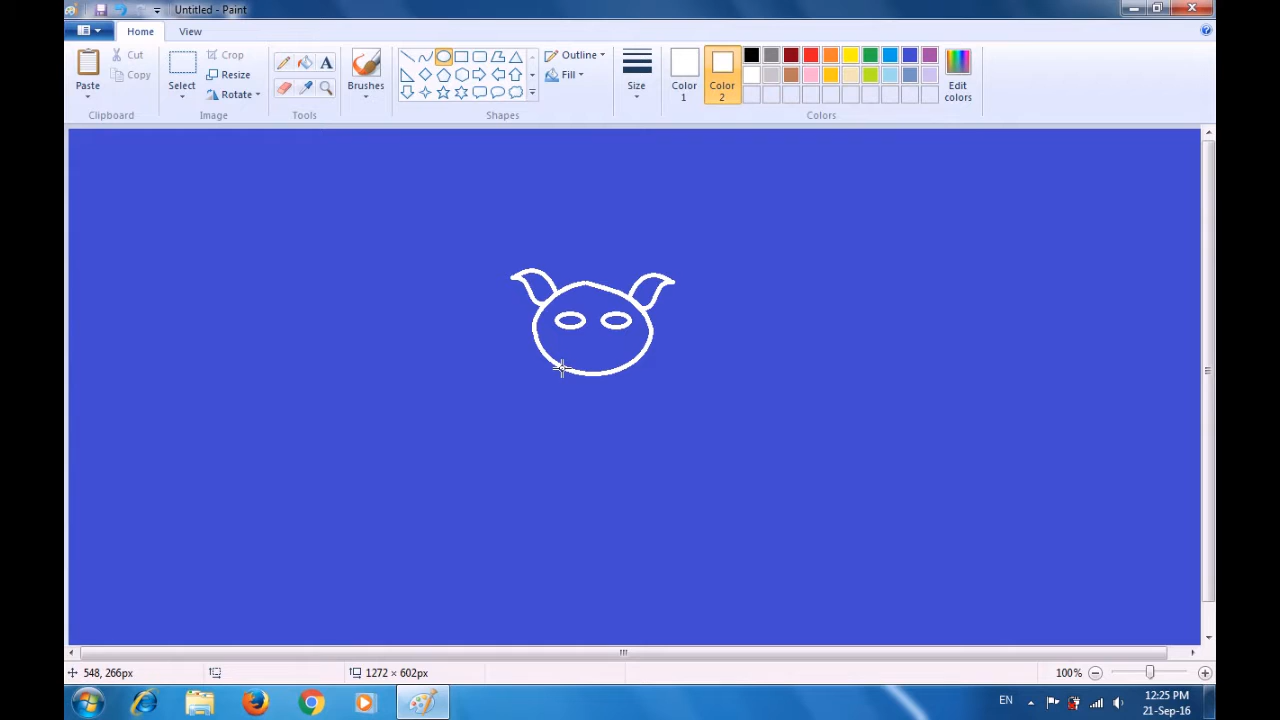 Untitled - Paint
Home
View
Paste
Cut
Copy
Clipboard
Select
Crop
Resize
Rotate
Image
A
Tools
Brushes
Shapes
Outline
Fill
Size
Color
1
Color
2
Edit
colors
Colors
548, 266px
1272 × 602px
100%
EN
12:25 PM
21-Sep-16